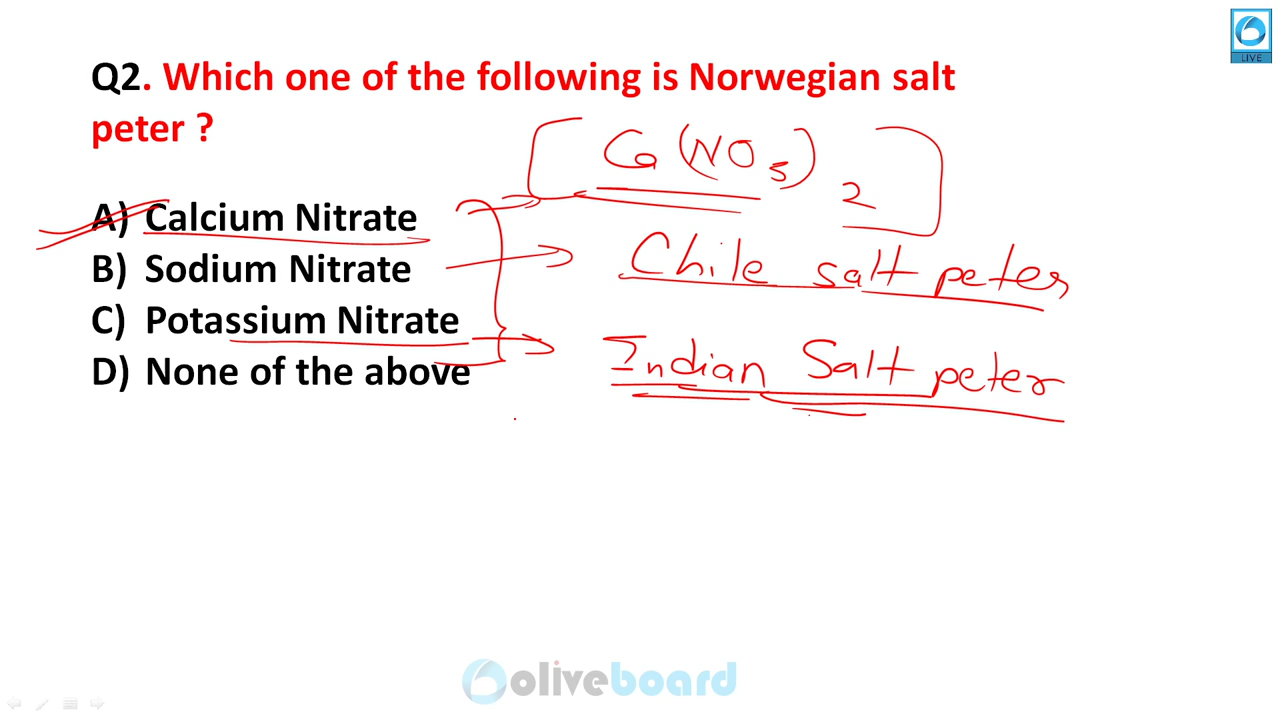 LIVE
Q2. Which one of the following is Norwegian salt
peter ?
Ca(NO3)2
A) Calcium Nitrate
B) Sodium Nitrate
Chile salt peter
C) Potassium Nitrate
Indian Salt peter
D) None of the above
oliveboard